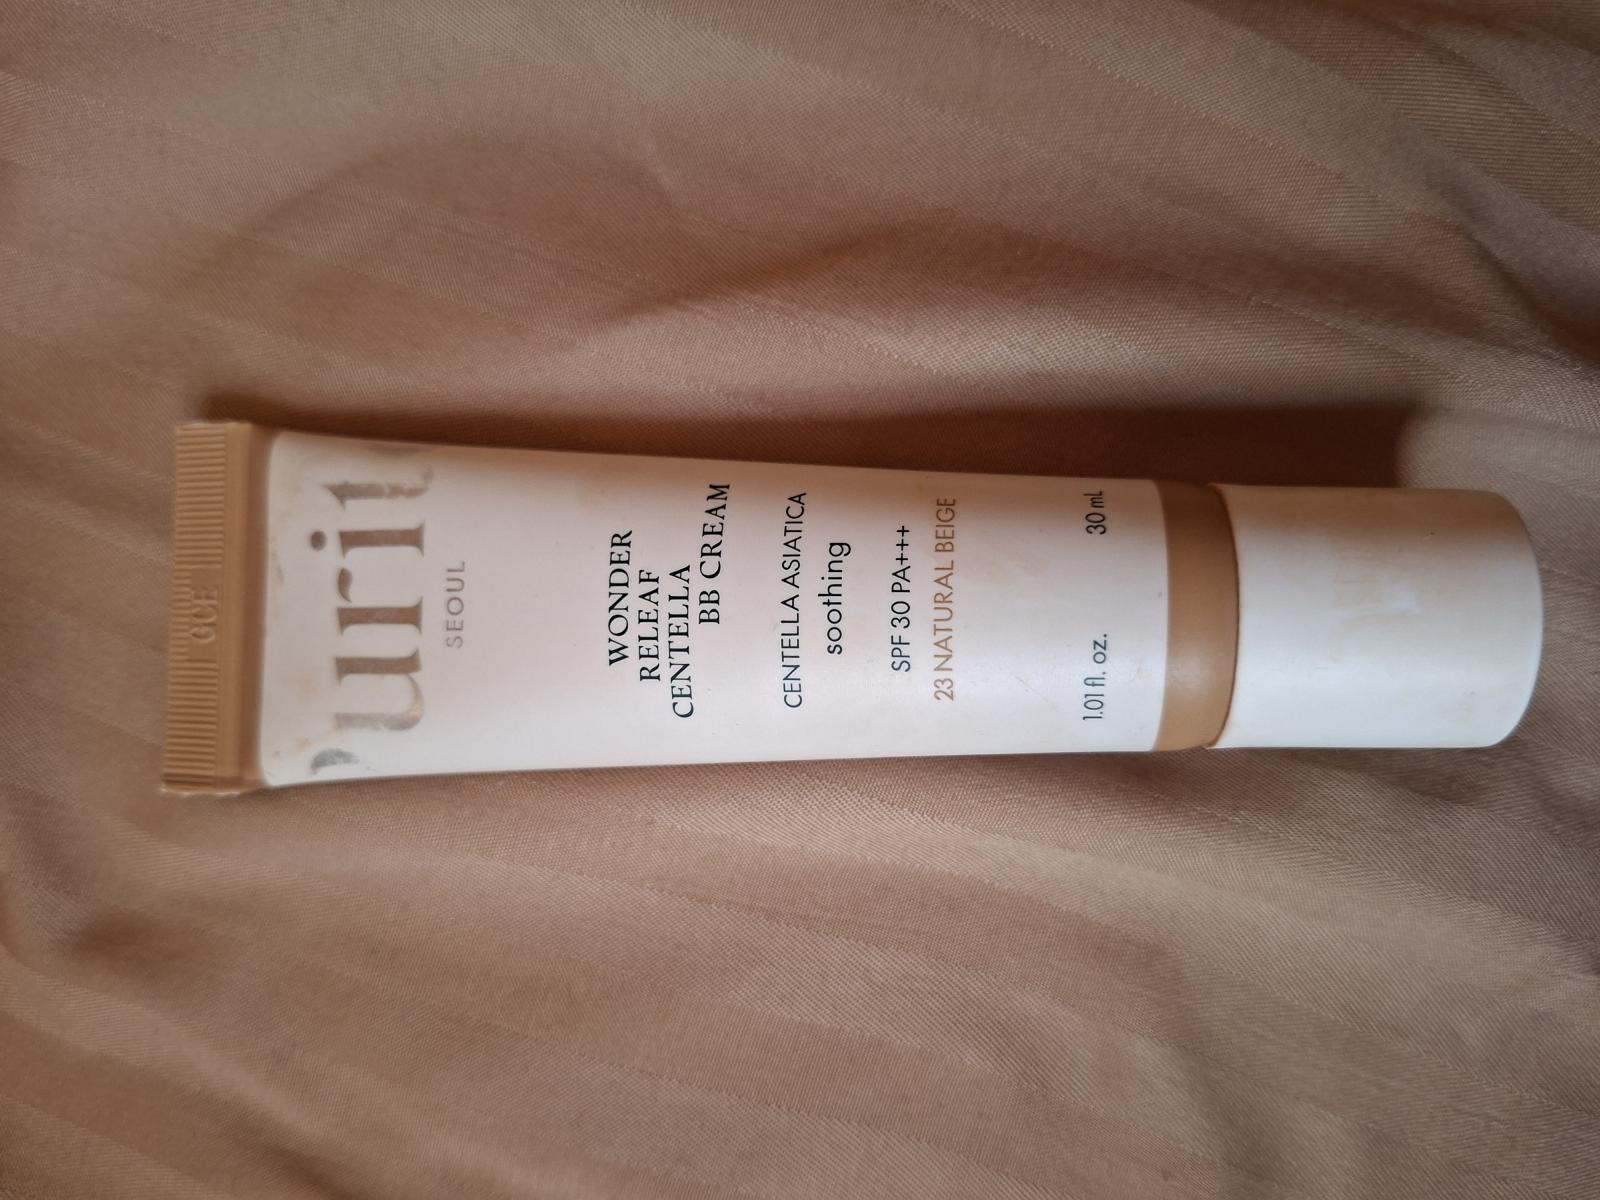 urit
SEOUL
WONDER
RELEAF
CENTELLA
BB CREAM
CENTELLA ASIATICA
soothing
SPF 30 PA+++
23 NATURAL BEIGE
1.01 fl. oz. 30 mL